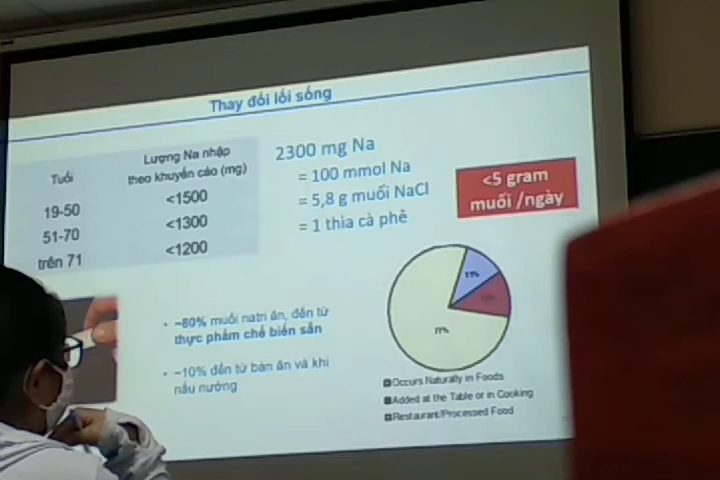 Thay đổi lối sống
Tuổi
Lượng Na nhập
theo khuyến cáo (mg)
19-50
<1500
51-70
<1300
trên 71
<1200
2300 mg Na
= 100 mmol Na
= 5,8 g muối NaCl
= 1 thìa cà phê
<5 gram
muối /ngày
• ~80% muối natri ăn, đến từ
thực phẩm chế biến sẵn
• ~10% đến từ bàn ăn và khi
nấu nướng
11%
77%
Occurs Naturally in Foods
Added at the Table or in Cooking
Restaurant/Processed Food